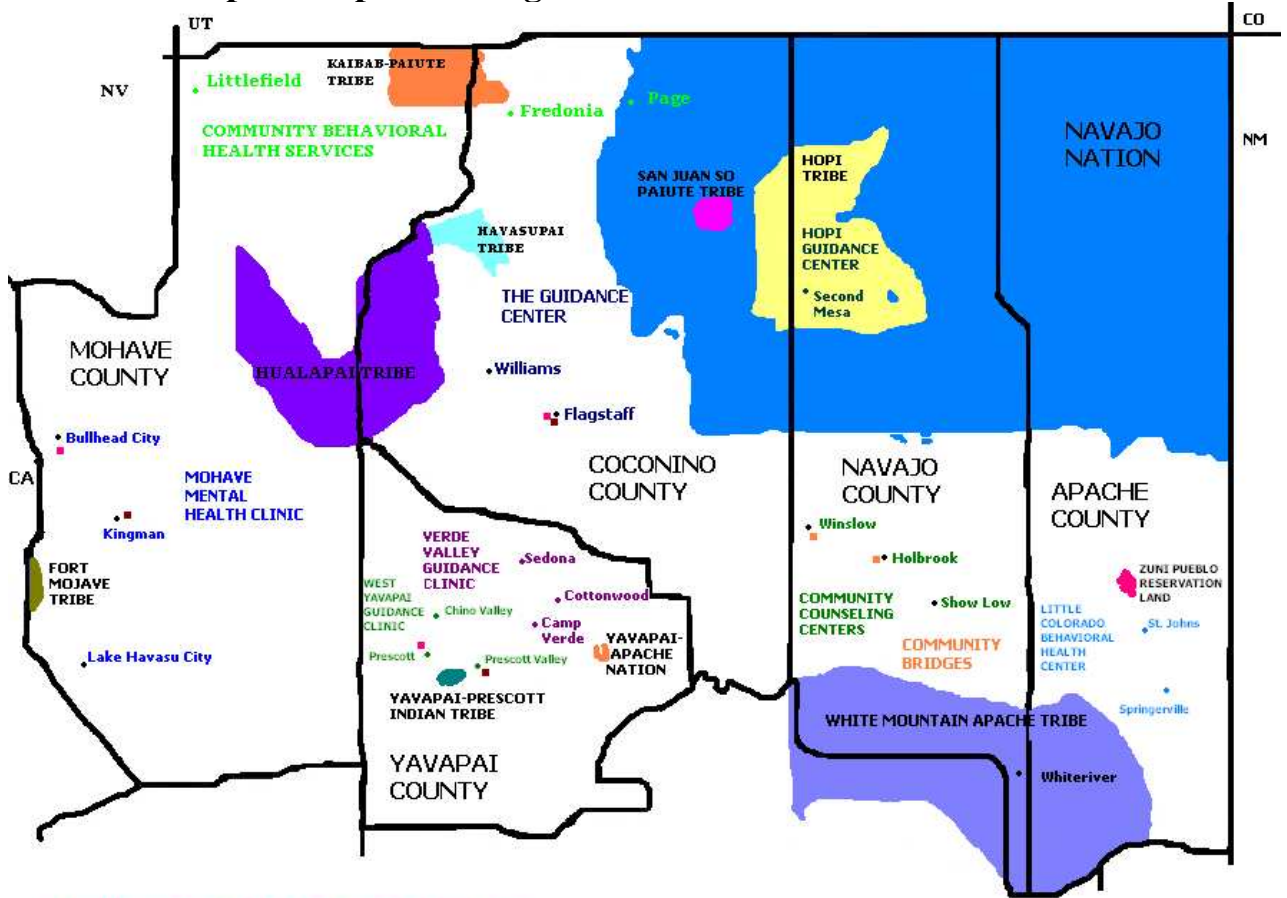 UT
CO
NV
NM
CA
KAIBAB-PAIUTE
TRIBE
Littlefield
Fredonia
Page
COMMUNITY BEHAVIORAL
HEALTH SERVICES
NAVAJO
NATION
HOPI
TRIBE
SAN JUAN SO
PAIUTE TRIBE
HAVASUPAI
TRIBE
HOPI
GUIDANCE
CENTER
Second
Mesa
THE GUIDANCE
CENTER
MOHAVE
COUNTY
HUALAPAI TRIBE
Williams
Flagstaff
Bullhead City
COCONINO
COUNTY
NAVAJO
COUNTY
APACHE
COUNTY
MOHAVE
MENTAL
HEALTH CLINIC
Kingman
Winslow
Holbrook
VERDE
VALLEY
GUIDANCE
CLINIC
Sedona
FORT
MOJAVE
TRIBE
ZUNI PUEBLO
RESERVATION
LAND
WEST
YAVAPAI
GUIDANCE
CLINIC
Chino Valley
Cottonwood
COMMUNITY
COUNSELING
CENTERS
Show Low
LITTLE
COLORADO
BEHAVIORAL
HEALTH
CENTER
St. Johns
Camp
Verde
YAVAPAI-
APACHE
NATION
COMMUNITY
BRIDGES
Lake Havasu City
Prescott
Prescott Valley
YAVAPAI-PRESCOTT
INDIAN TRIBE
Springerville
WHITE MOUNTAIN APACHE TRIBE
YAVAPAI
COUNTY
Whiteriver